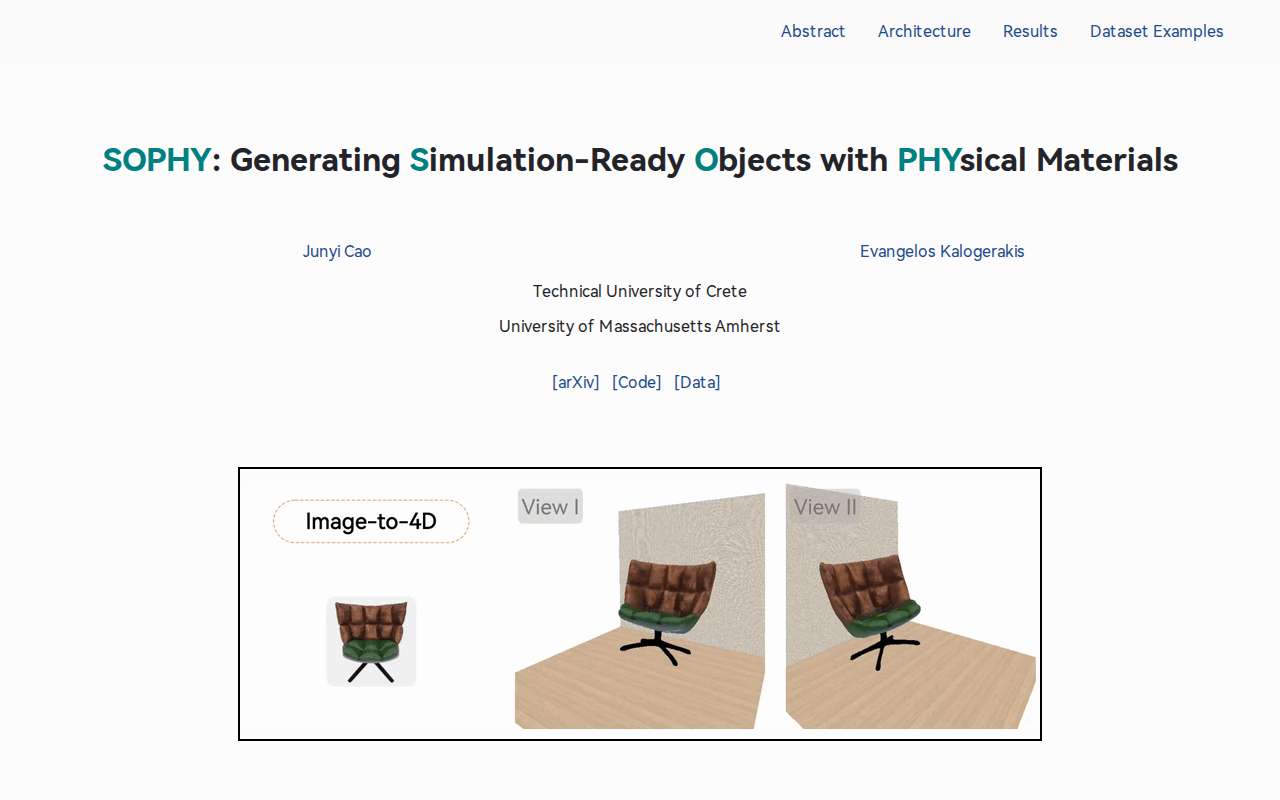 Abstract Architecture Results Dataset Examples
SOPHY: Generating Simulation-Ready Objects with PHYsical Materials
Junyi Cao Evangelos Kalogerakis
Technical University of Crete
University of Massachusetts Amherst
[arXiv] [Code] [Data]
Image-to-4D
View I
View II